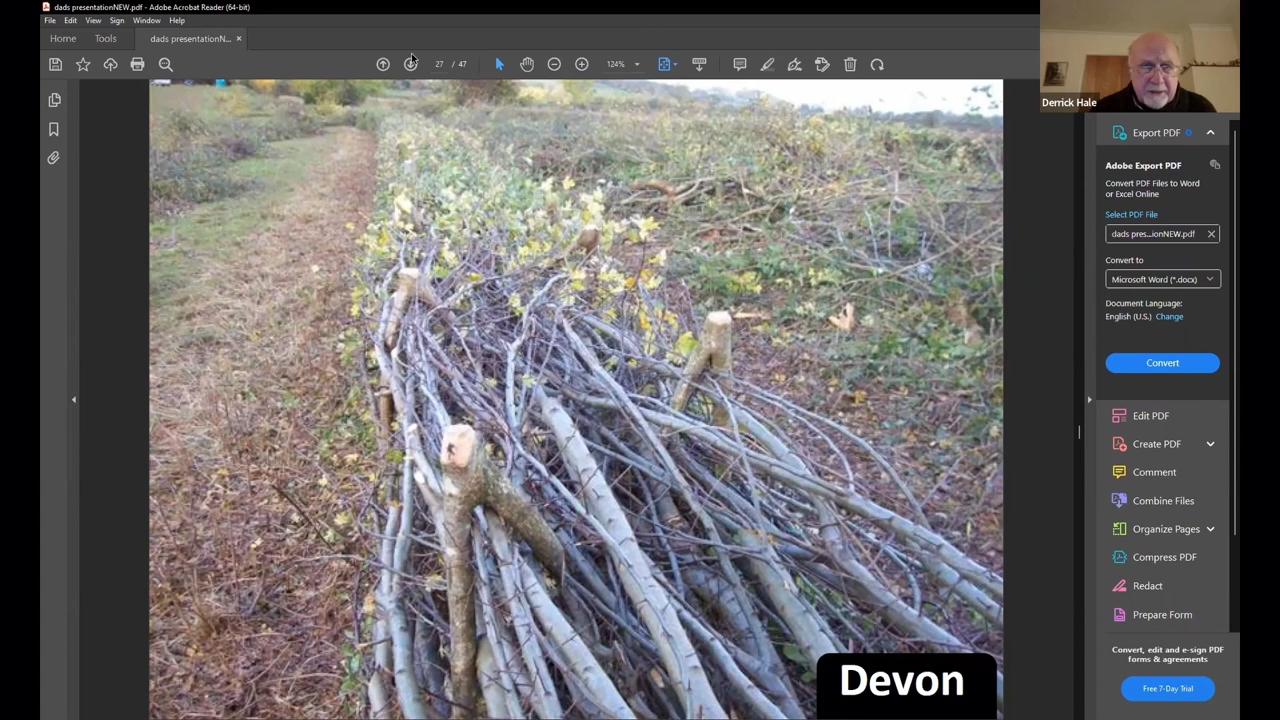 dads presentationNEW.pdf - Adobe Acrobat Reader (64-bit)
File Edit View Sign Window Help
Home Tools dads presentationN... ×
27 / 47 124%
Derrick Hale
Export PDF
Adobe Export PDF
Convert PDF Files to Word
or Excel Online
Select PDF File
dads pres...ionNEW.pdf
Convert to
Microsoft Word (*.docx)
Document Language:
English (U.S.) Change
Convert
Edit PDF
Create PDF
Comment
Combine Files
Organize Pages
Compress PDF
Redact
Prepare Form
Convert, edit and e-sign PDF
forms & agreements
Free 7-Day Trial
Devon